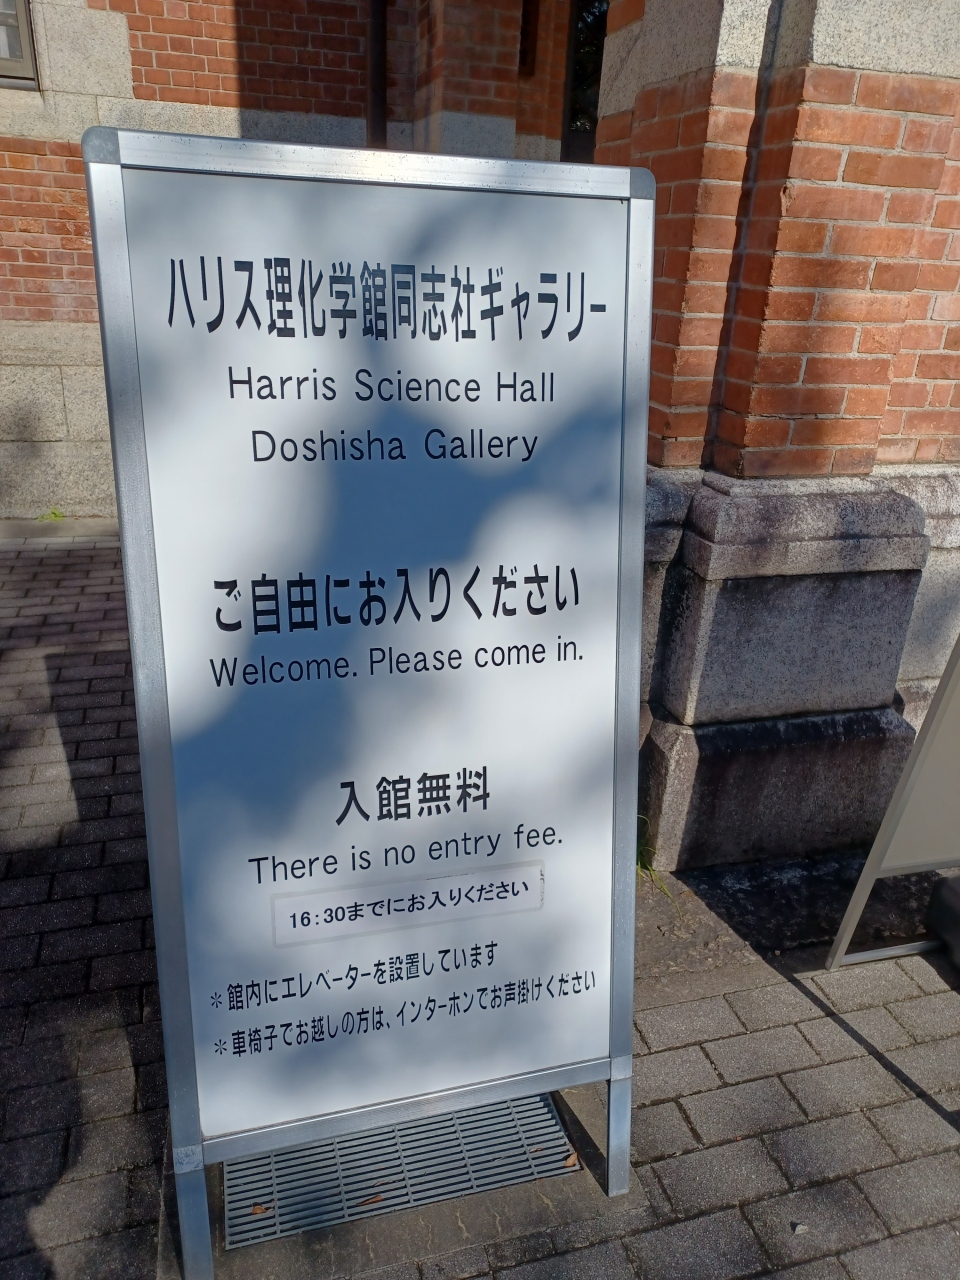 ハリス理化学館同志社ギャラリー
Harris Science Hall
Doshisha Gallery
ご自由にお入りください
Welcome. Please come in.
入館無料
There is no entry fee.
16:30までにお入りください
＊館内にエレベーターを設置しています
＊車椅子でお越しの方は、インターホンでお声掛けください